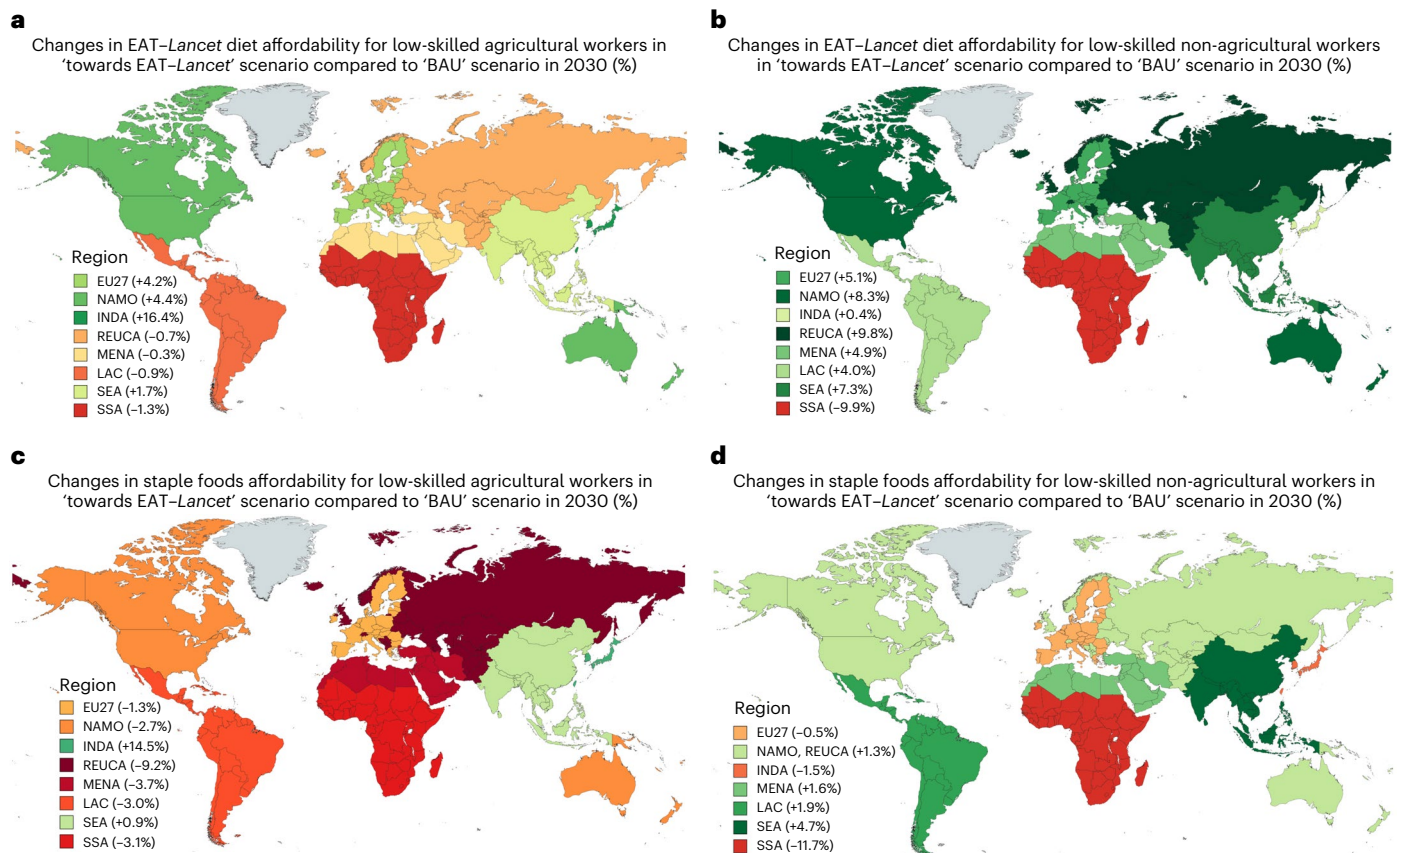 a
Changes in EAT–Lancet diet affordability for low-skilled agricultural workers in
‘towards EAT–Lancet’ scenario compared to ‘BAU’ scenario in 2030 (%)
Region
EU27 (+4.2%)
NAMO (+4.4%)
INDA (+16.4%)
REUCA (−0.7%)
MENA (−0.3%)
LAC (−0.9%)
SEA (+1.7%)
SSA (−1.3%)
b
Changes in EAT–Lancet diet affordability for low-skilled non-agricultural workers
in ‘towards EAT–Lancet’ scenario compared to ‘BAU’ scenario in 2030 (%)
Region
EU27 (+5.1%)
NAMO (+8.3%)
INDA (+0.4%)
REUCA (+9.8%)
MENA (+4.9%)
LAC (+4.0%)
SEA (+7.3%)
SSA (−9.9%)
c
Changes in staple foods affordability for low-skilled agricultural workers in
‘towards EAT–Lancet’ scenario compared to ‘BAU’ scenario in 2030 (%)
Region
EU27 (−1.3%)
NAMO (−2.7%)
INDA (+14.5%)
REUCA (−9.2%)
MENA (−3.7%)
LAC (−3.0%)
SEA (+0.9%)
SSA (−3.1%)
d
Changes in staple foods affordability for low-skilled non-agricultural workers in
‘towards EAT–Lancet’ scenario compared to ‘BAU’ scenario in 2030 (%)
Region
EU27 (−0.5%)
NAMO, REUCA (+1.3%)
INDA (−1.5%)
MENA (+1.6%)
LAC (+1.9%)
SEA (+4.7%)
SSA (−11.7%)